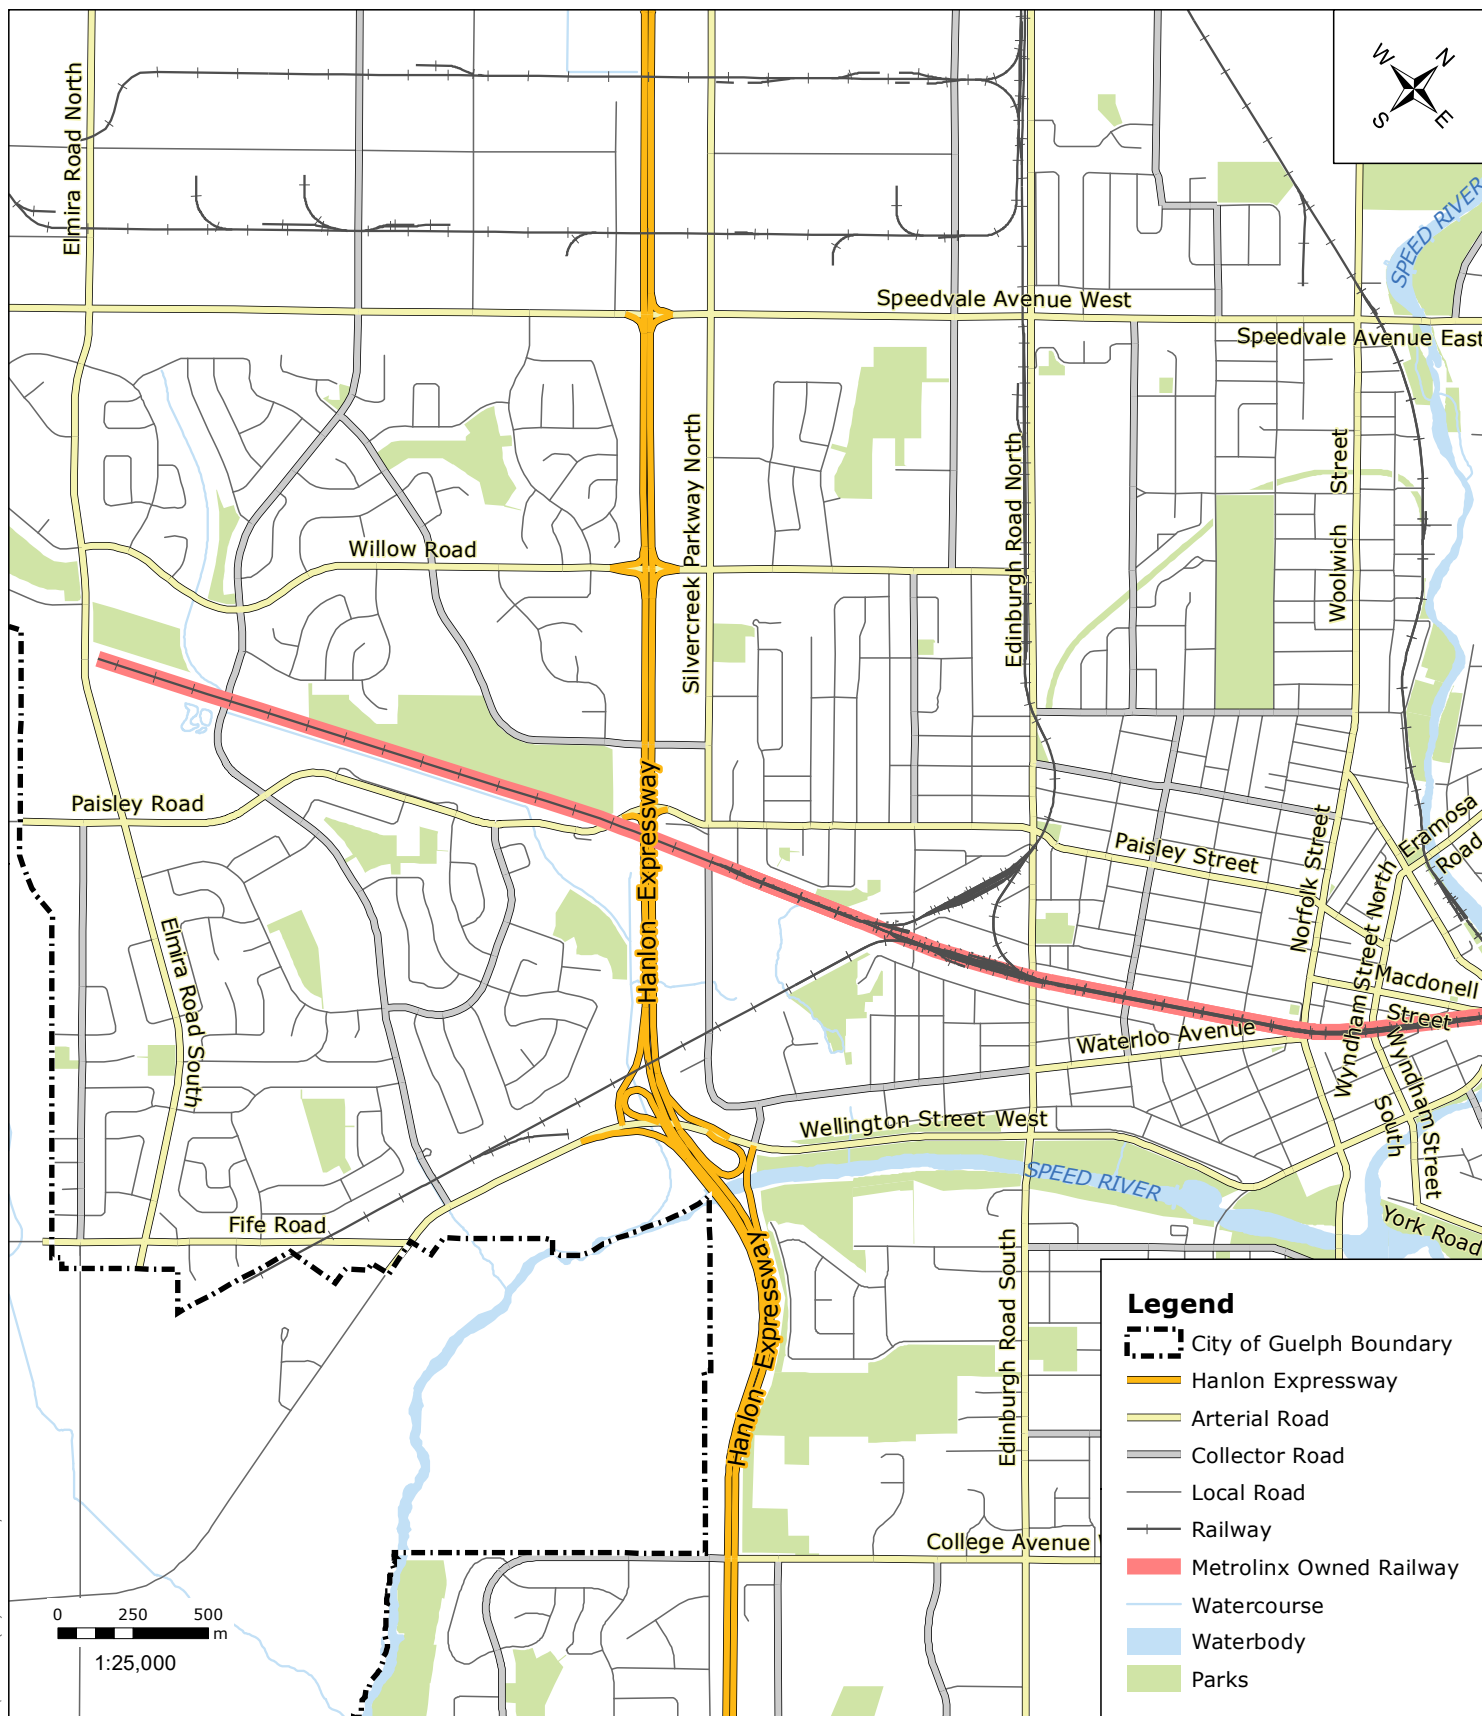 W
N
S
E
Elmira Road North
SPEED RIVER
Speedvale Avenue West
Speedvale Avenue East
Silvercreek Parkway North
Edinburgh Road North
Woolwich Street
Willow Road
Paisley Road
Hanlon Expressway
Paisley Street
Norfolk Street
Eramosa
Road
Wyndham Street North
Macdonell
Street
Elmira Road South
Hanlon Expressway
Waterloo Avenue
Wyndham Street
South
Wellington Street West
SPEED RIVER
York Road
Fife Road
Edinburgh Road South
Hanlon Expressway
Hanlon Expressway
College Avenue
Legend
City of Guelph Boundary
Hanlon Expressway
Arterial Road
Collector Road
Local Road
Railway
Metrolinx Owned Railway
Watercourse
Waterbody
Parks
0 250 500
m
1:25,000